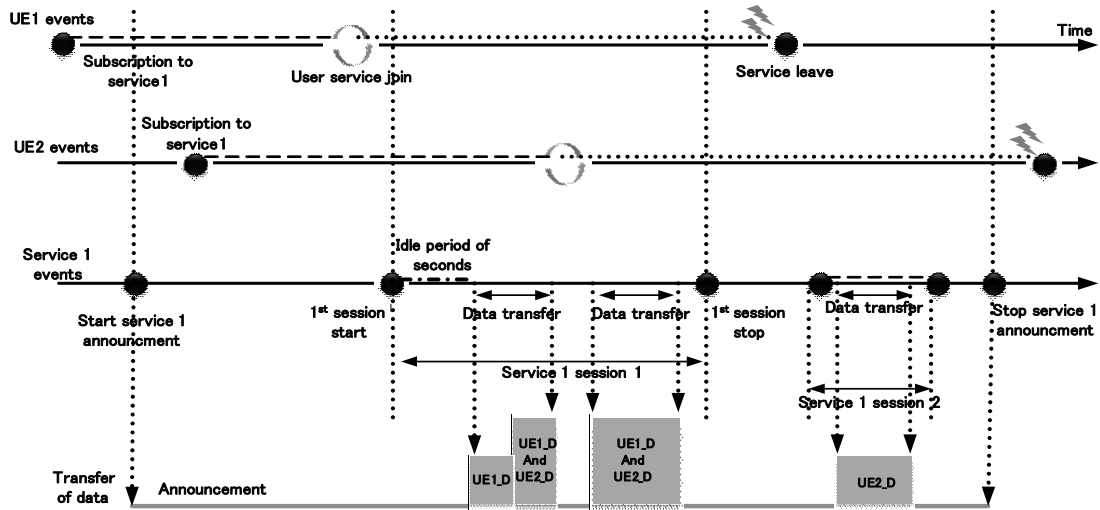 UE1 events
Time
Subscription to
service1
User service join
Service leave
Subscription to
service1
UE2 events
Idle period of
seconds
Service 1
events
Start service 1
announcment
1st session
start
Data transfer
Data transfer
1st session
stop
Data transfer
Stop service 1
announcment
Service 1 session 1
Service 1 session 2
Transfer
of data
Announcement
UE1_D
UE1_D
And
UE2_D
UE1_D
And
UE2_D
UE2_D